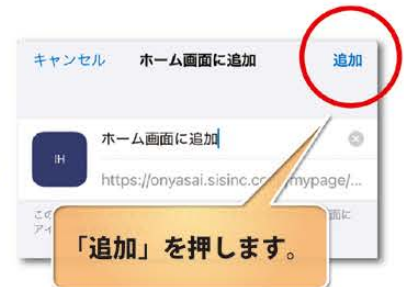 キャンセル ホーム画面に追加 追加
ホーム画面に追加
IH
https://onyasai.sisinc.co mypage/...
「追加」を押します。